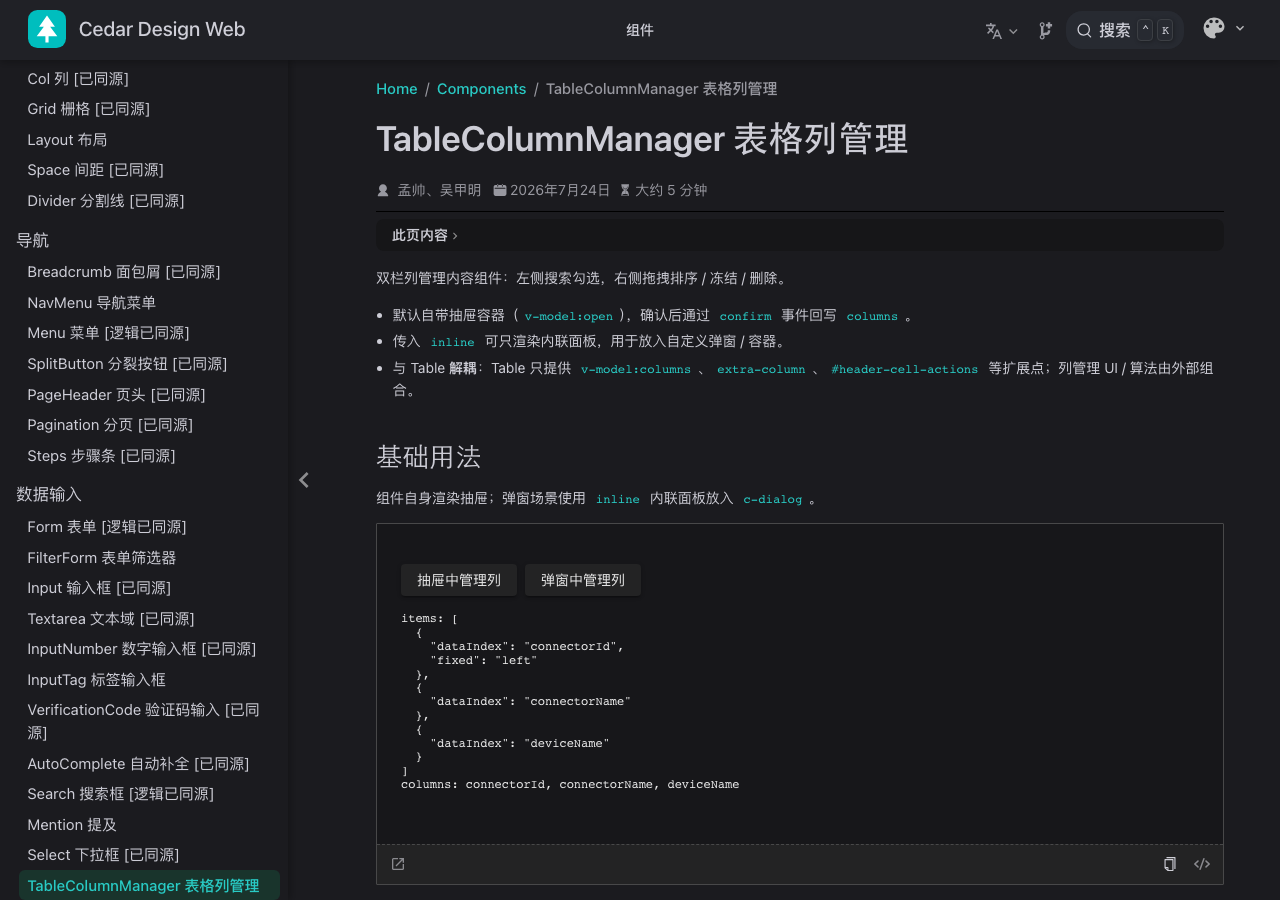 Cedar Design Web
组件
搜索 ^ K
Col 列 [已同源]
Grid 栅格 [已同源]
Layout 布局
Space 间距 [已同源]
Divider 分割线 [已同源]
导航
Breadcrumb 面包屑 [已同源]
NavMenu 导航菜单
Menu 菜单 [逻辑已同源]
SplitButton 分裂按钮 [已同源]
PageHeader 页头 [已同源]
Pagination 分页 [已同源]
Steps 步骤条 [已同源]
数据输入
Form 表单 [逻辑已同源]
FilterForm 表单筛选器
Input 输入框 [已同源]
Textarea 文本域 [已同源]
InputNumber 数字输入框 [已同源]
InputTag 标签输入框
VerificationCode 验证码输入 [已同
源]
AutoComplete 自动补全 [已同源]
Search 搜索框 [逻辑已同源]
Mention 提及
Select 下拉框 [已同源]
TableColumnManager 表格列管理
Home / Components / TableColumnManager 表格列管理
TableColumnManager 表格列管理
孟帅、吴甲明 2026年7月24日 大约 5 分钟
此页内容 ›
双栏列管理内容组件：左侧搜索勾选，右侧拖拽排序 / 冻结 / 删除。
• 默认自带抽屉容器（ v-model:open ），确认后通过 confirm 事件回写 columns 。
• 传入 inline 可只渲染内联面板，用于放入自定义弹窗 / 容器。
• 与 Table 解耦：Table 只提供 v-model:columns 、 extra-column 、 #header-cell-actions 等扩展点；列管理 UI / 算法由外部组
合。
基础用法
组件自身渲染抽屉；弹窗场景使用 inline 内联面板放入 c-dialog 。
抽屉中管理列 弹窗中管理列
items: [
  {
    "dataIndex": "connectorId",
    "fixed": "left"
  },
  {
    "dataIndex": "connectorName"
  },
  {
    "dataIndex": "deviceName"
  }
]
columns: connectorId, connectorName, deviceName